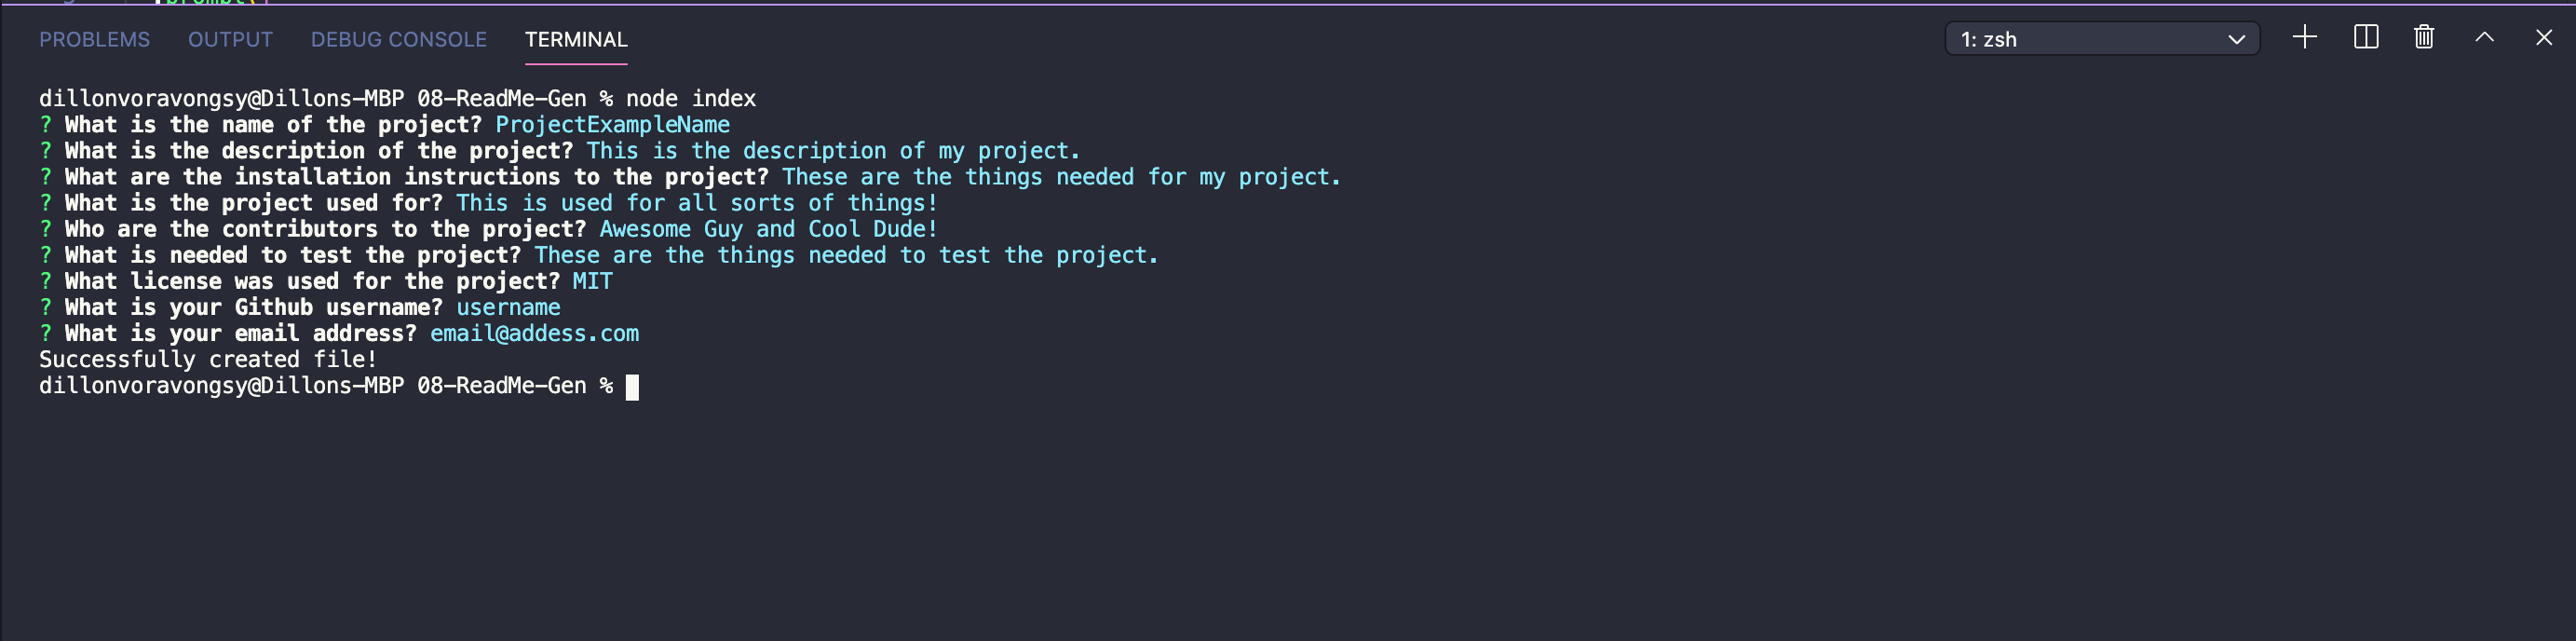 PROBLEMS OUTPUT DEBUG CONSOLE TERMINAL 1: zsh
dillonvoravongsy@Dillons-MBP 08-ReadMe-Gen % node index
? What is the name of the project? ProjectExampleName
? What is the description of the project? This is the description of my project.
? What are the installation instructions to the project? These are the things needed for my project.
? What is the project used for? This is used for all sorts of things!
? Who are the contributors to the project? Awesome Guy and Cool Dude!
? What is needed to test the project? These are the things needed to test the project.
? What license was used for the project? MIT
? What is your Github username? username
? What is your email address? email@addess.com
Successfully created file!
dillonvoravongsy@Dillons-MBP 08-ReadMe-Gen %